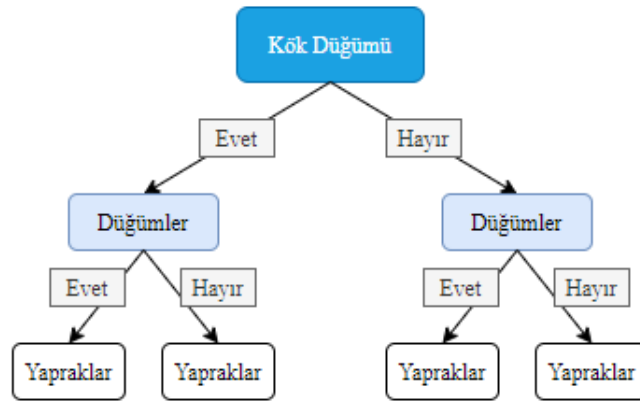 Kök Düğümü
Evet
Hayır
Düğümler
Düğümler
Evet
Hayır
Evet
Hayır
Yapraklar
Yapraklar
Yapraklar
Yapraklar